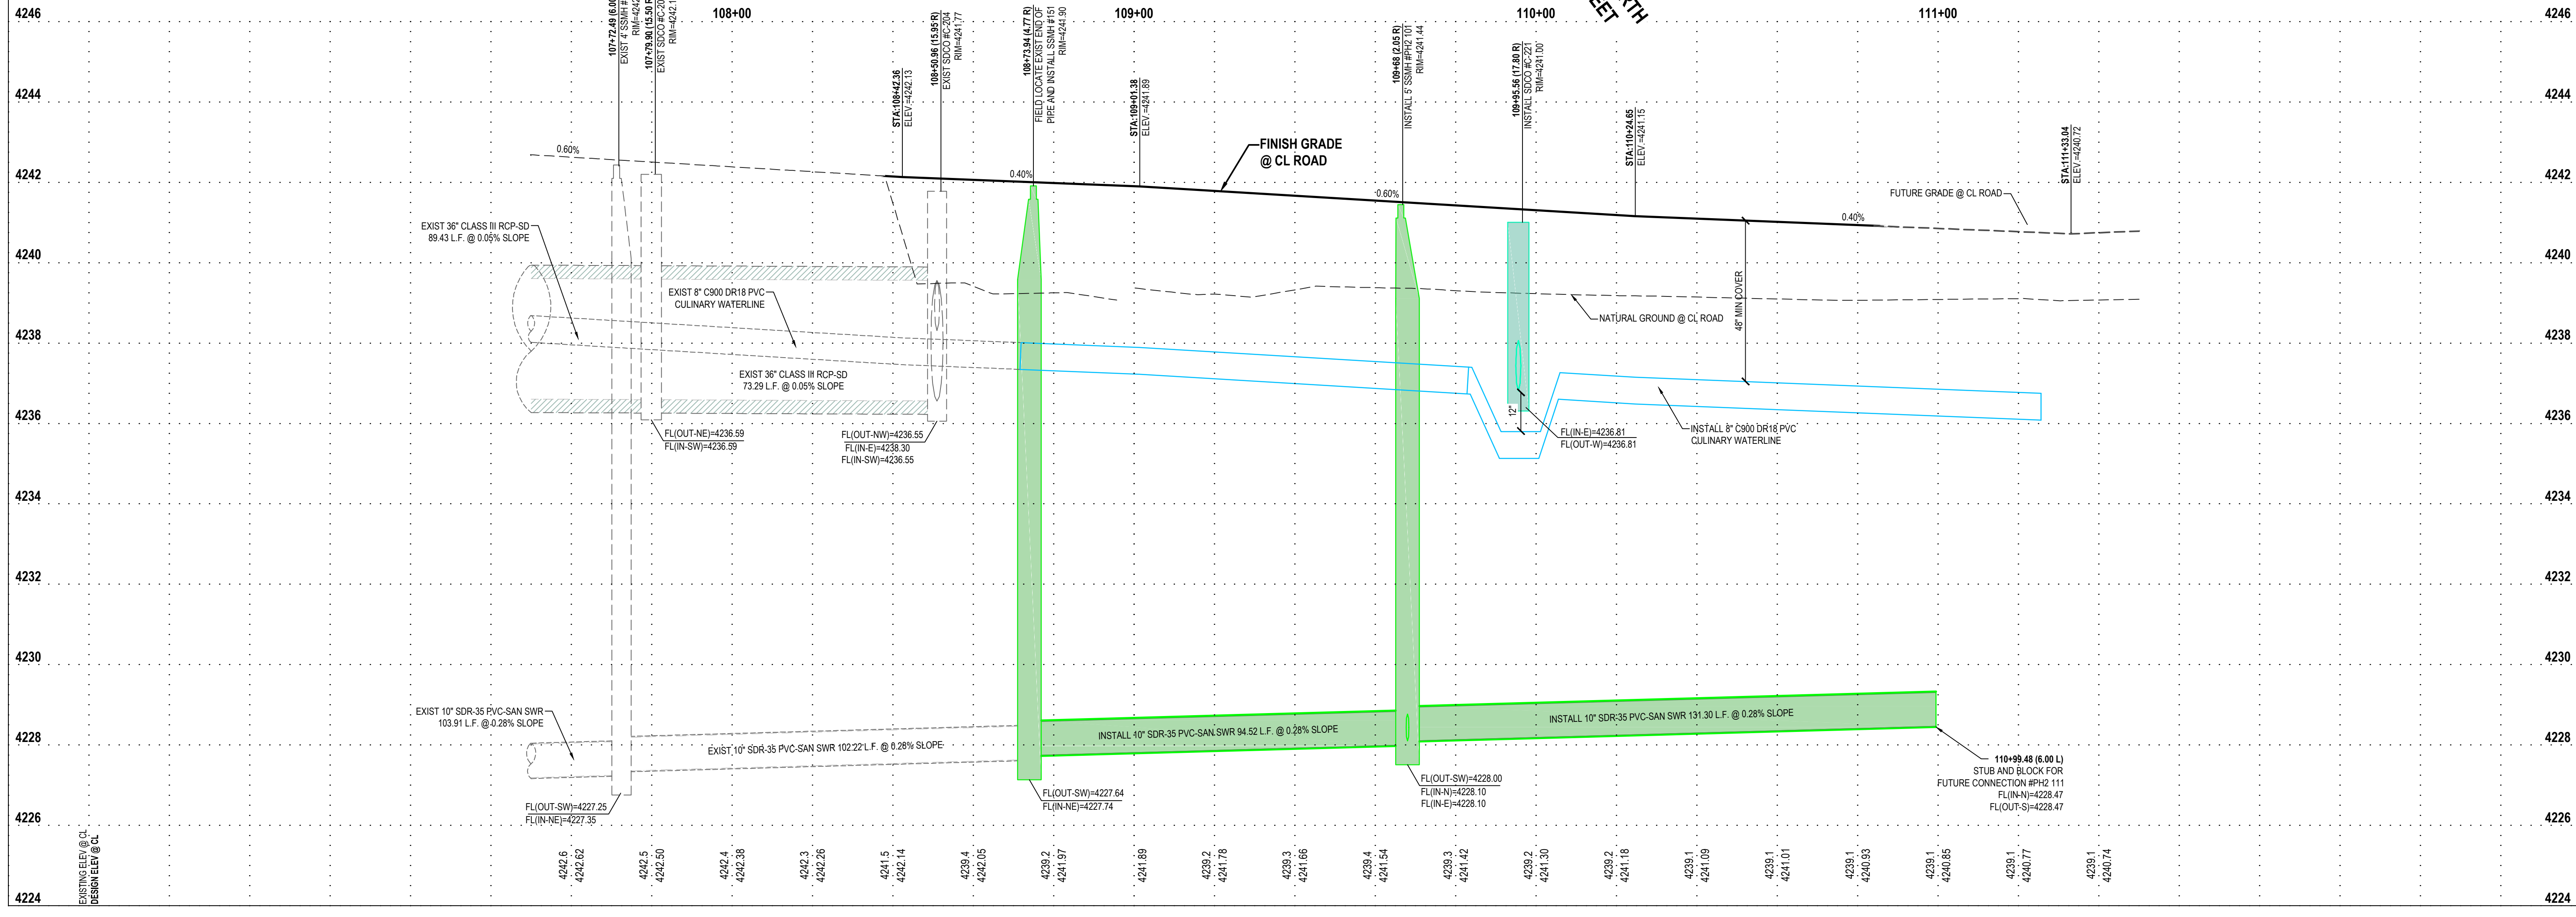 4246
4244
4242
4240
4238
4236
4234
4232
4230
4228
4226
4224
108+00
109+00
110+00
111+00
4246
4244
4242
4240
4238
4236
4234
4232
4230
4228
4226
4224
STREET
107+72.49
EXIST 4' SSMH
107+79.90 (15.50 R)
EXIST SDCO
STA:108+42.36
ELEV.=4242.13
108+50.96 (15.95 R)
EXIST SDCO #C-204
RIM=4241.77
108+73.94 (4.77 R)
FIELD LOCATE EXIST END OF
PIPE AND INSTALL SSMH #151
RIM=4241.90
STA:109+01.38
ELEV.=4241.89
109+68 (2.05 R)
INSTALL 5' SSMH #PH2 101
RIM=4241.44
109+95.56 (17.80 R)
INSTALL SDCO #C-221
RIM=4241.00
STA:110+24.65
ELEV.=4241.15
STA:111+33.04
ELEV.=4240.72
0.60%
0.40%
FINISH GRADE
@ CL ROAD
0.60%
0.40%
FUTURE GRADE @ CL ROAD
EXIST 36" CLASS III RCP-SD
89.43 L.F. @ 0.05% SLOPE
EXIST 8" C900 DR18 PVC
CULINARY WATERLINE
EXIST 36" CLASS III RCP-SD
73.29 L.F. @ 0.05% SLOPE
NATURAL GROUND @ CL ROAD
48" MIN COVER
12"
INSTALL 8" C900 DR18 PVC
CULINARY WATERLINE
FL(OUT-NE)=4236.59
FL(IN-SW)=4236.59
FL(OUT-NW)=4236.55
FL(IN-E)=4238.30
FL(IN-SW)=4236.55
FL(IN-E)=4236.81
FL(OUT-W)=4236.81
EXIST 10" SDR-35 PVC-SAN SWR
103.91 L.F. @ 0.28% SLOPE
EXIST 10" SDR-35 PVC-SAN SWR 102.22 L.F. @ 0.28% SLOPE
INSTALL 10" SDR-35 PVC-SAN SWR 94.52 L.F. @ 0.28% SLOPE
INSTALL 10" SDR-35 PVC-SAN SWR 131.30 L.F. @ 0.28% SLOPE
FL(OUT-SW)=4227.25
FL(IN-NE)=4227.35
FL(OUT-SW)=4227.64
FL(IN-NE)=4227.74
FL(OUT-SW)=4228.00
FL(IN-N)=4228.10
FL(IN-E)=4228.10
110+99.48 (6.00 L)
STUB AND BLOCK FOR
FUTURE CONNECTION #PH2 111
FL(IN-N)=4228.47
FL(OUT-S)=4228.47
EXISTING ELEV @ CL
DESIGN ELEV @ CL
4242.6
4242.62
4242.5
4242.50
4242.4
4242.38
4242.3
4242.26
4241.5
4242.14
4239.4
4242.05
4239.2
4241.97
4241.89
4239.2
4241.78
4239.3
4241.66
4239.4
4241.54
4239.3
4241.42
4239.2
4241.30
4239.2
4241.18
4239.1
4241.09
4239.1
4241.01
4239.1
4240.93
4239.1
4240.85
4239.1
4240.77
4239.1
4240.74